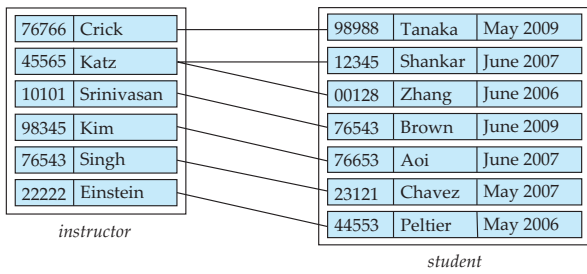 76766 Crick
45565 Katz
10101 Srinivasan
98345 Kim
76543 Singh
22222 Einstein
instructor
98988 Tanaka May 2009
12345 Shankar June 2007
00128 Zhang June 2006
76543 Brown June 2009
76653 Aoi June 2007
23121 Chavez May 2007
44553 Peltier May 2006
student